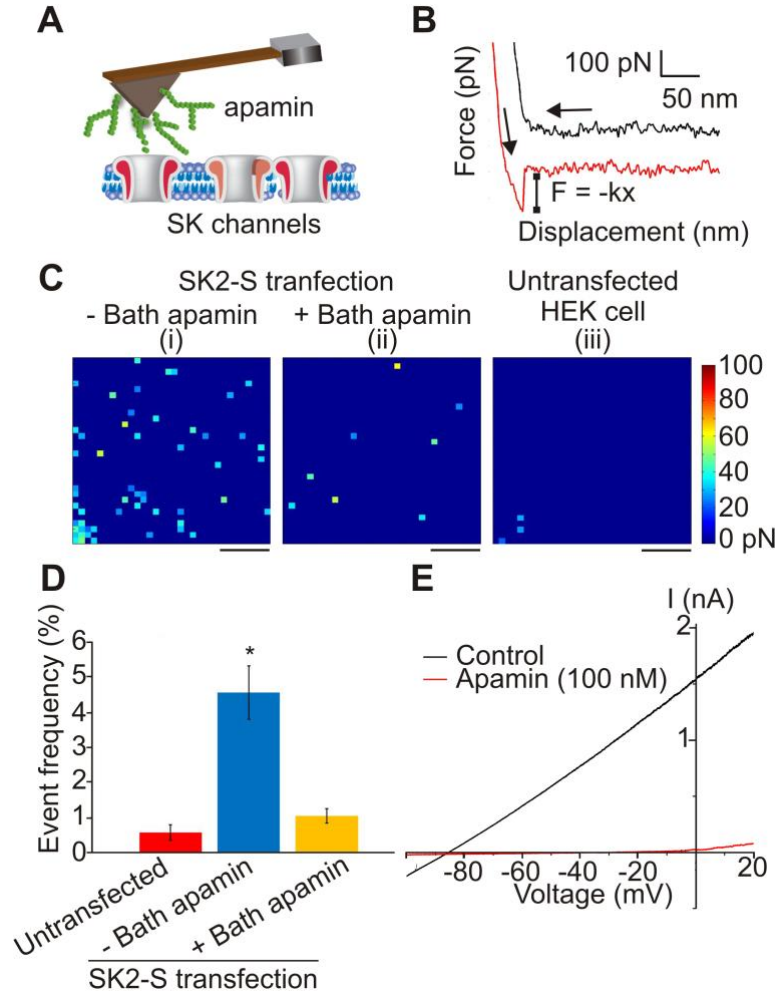 A
apamin
SK channels
B
Force (pN)
100 pN
50 nm
F = -kx
Displacement (nm)
C
SK2-S tranfection
Untransfected
- Bath apamin
+ Bath apamin
HEK cell
(i)
(ii)
(iii)
100
80
60
40
20
0 pN
D
Event frequency (%)
6
5
4
3
2
1
0
*
Untransfected
- Bath apamin
+ Bath apamin
SK2-S transfection
E
I (nA)
2
1
Control
Apamin (100 nM)
-80
-60
-40
-20
20
Voltage (mV)